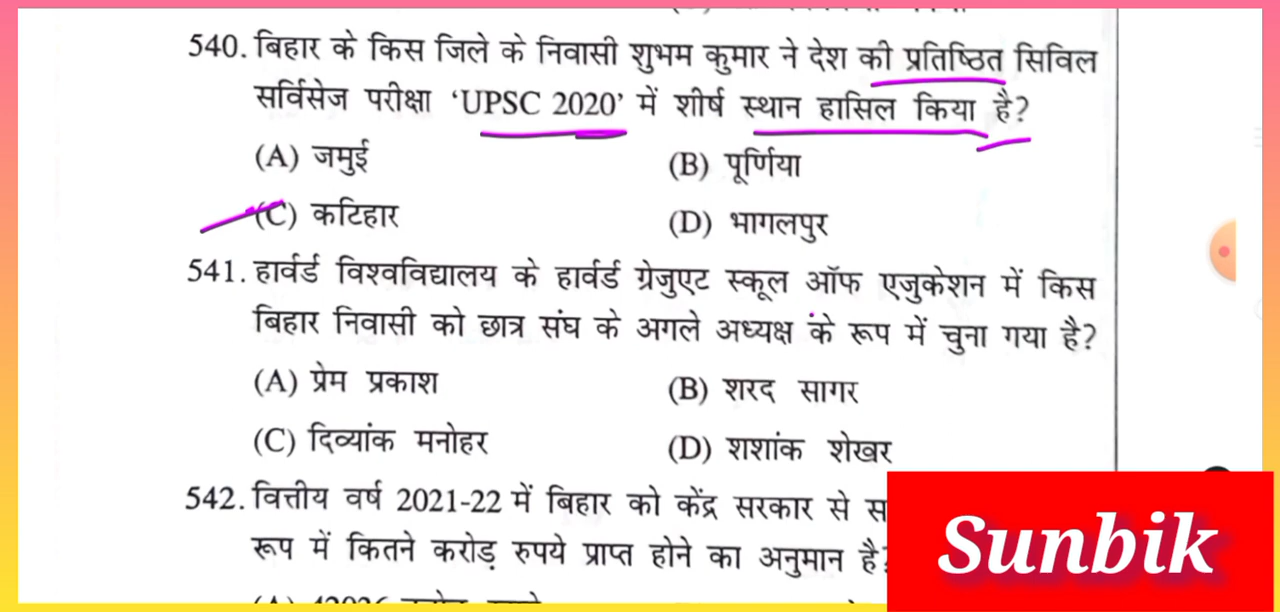 540. बिहार के किस जिले के निवासी शुभम कुमार ने देश की प्रतिष्ठित सिविल
सर्विसेज परीक्षा ‘UPSC 2020’ में शीर्ष स्थान हासिल किया है?
(A) जमुई (B) पूर्णिया
(C) कटिहार (D) भागलपुर
541. हार्वर्ड विश्वविद्यालय के हार्वर्ड ग्रेजुएट स्कूल ऑफ एजुकेशन में किस
बिहार निवासी को छात्र संघ के अगले अध्यक्ष के रूप में चुना गया है?
(A) प्रेम प्रकाश (B) शरद सागर
(C) दिव्यांक मनोहर (D) शशांक शेखर
542. वित्तीय वर्ष 2021-22 में बिहार को केंद्र सरकार से
रूप में कितने करोड़ रुपये प्राप्त होने का अनुमान है?
Sunbik